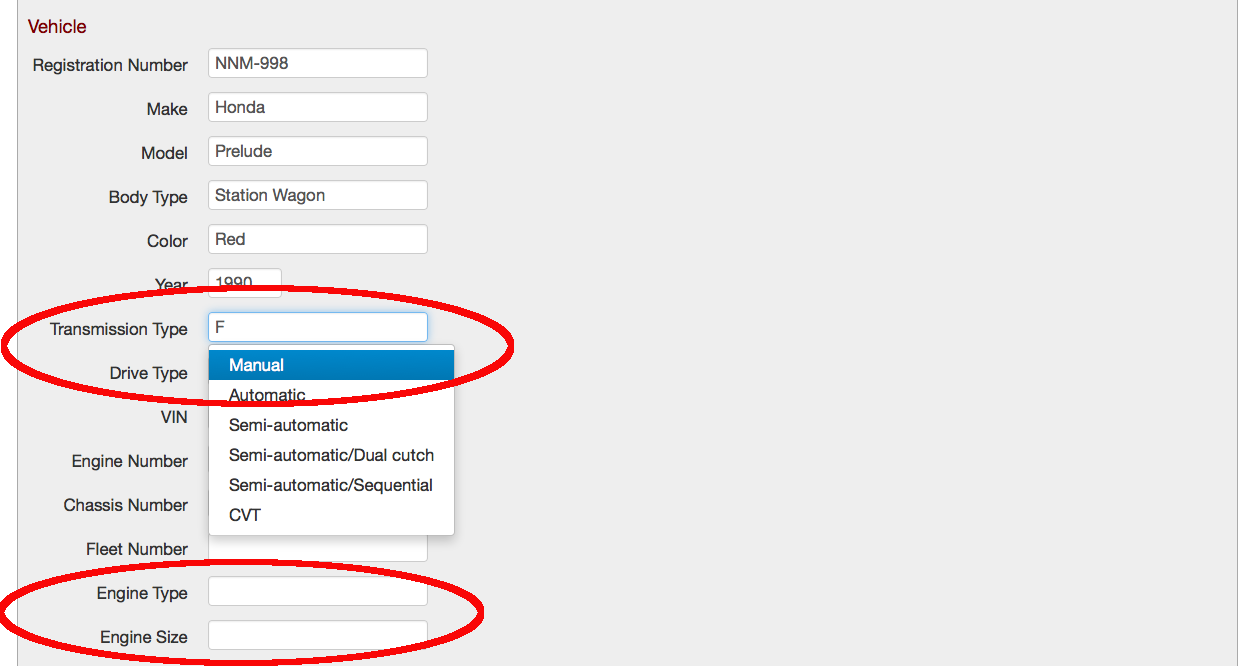 Vehicle
Registration Number NNM-998
Make Honda
Model Prelude
Body Type Station Wagon
Color Red
Year 1990
Transmission Type F
Drive Type Manual
Automatic
VIN
Semi-automatic
Engine Number Semi-automatic/Dual cutch
Semi-automatic/Sequential
Chassis Number
CVT
Fleet Number
Engine Type
Engine Size